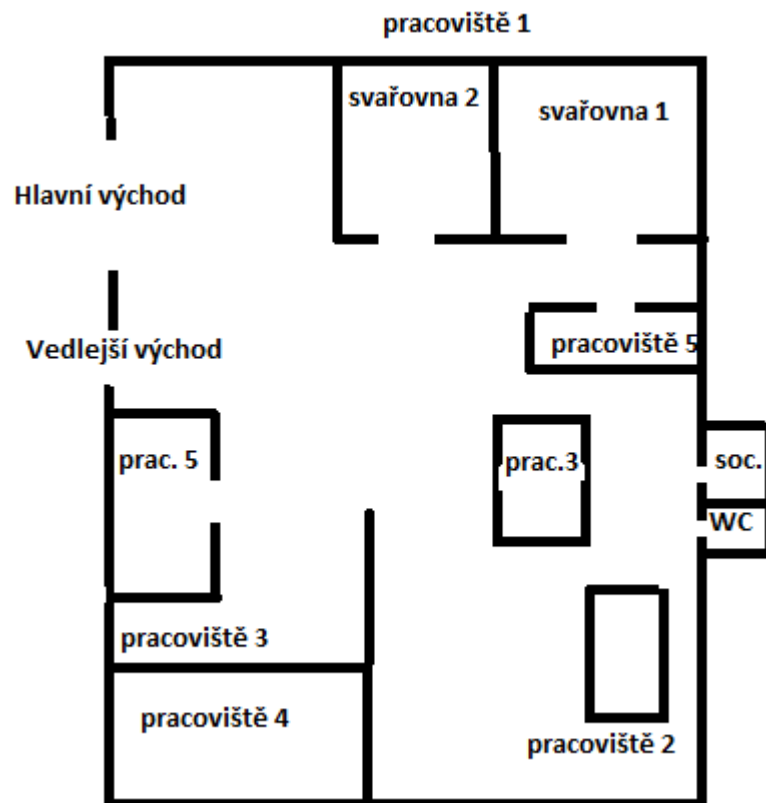 pracoviště 1
svařovna 2
svařovna 1
Hlavní východ
Vedlejší východ
pracoviště 5
prac. 5
prac.3
soc.
WC
pracoviště 3
pracoviště 4
pracoviště 2